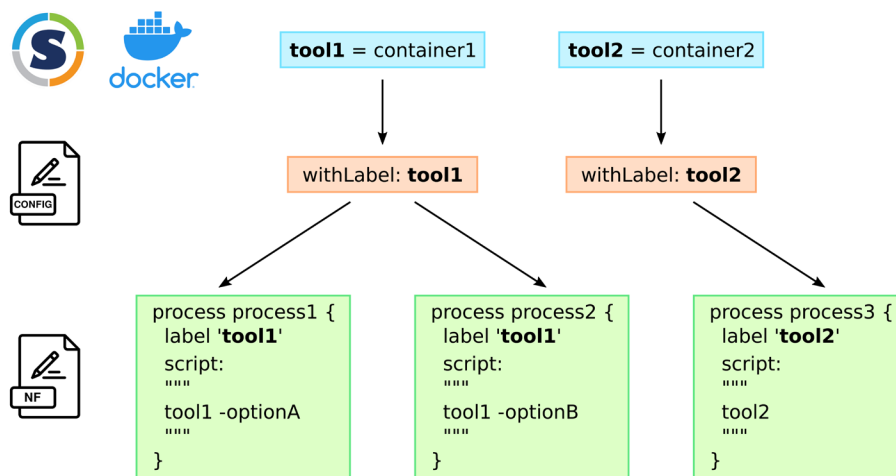 S
docker
tool1 = container1
tool2 = container2
CONFIG
withLabel: tool1
withLabel: tool2
NF
process process1 {
label 'tool1'
script:
"""
tool1 -optionA
"""
}
process process2 {
label 'tool1'
script:
"""
tool1 -optionB
"""
}
process process3 {
label 'tool2'
script:
"""
tool2
"""
}